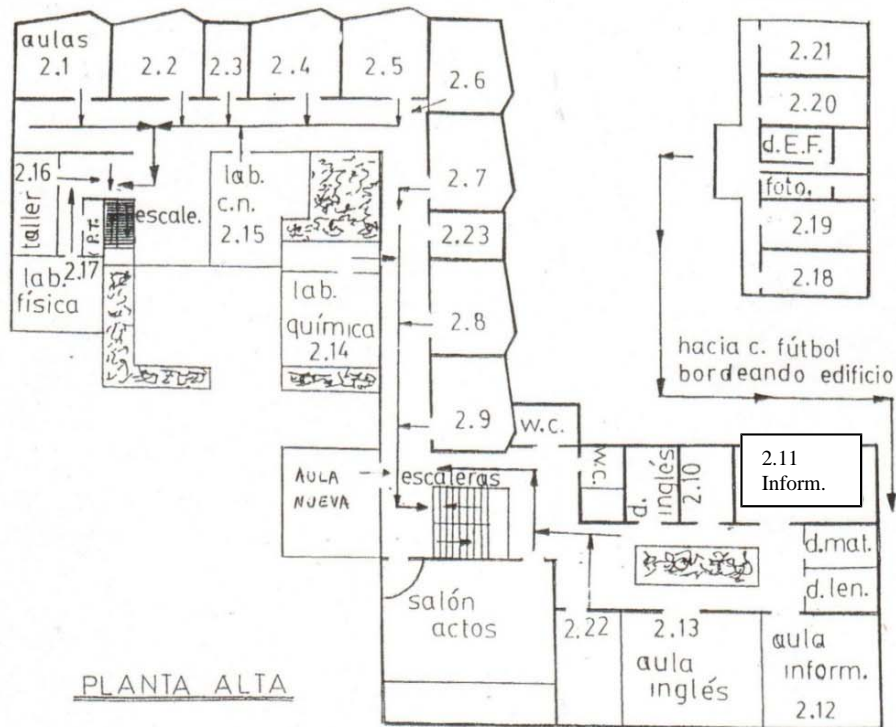 aulas
2.1
2.2
2.3
2.4
2.5
2.6
2.21
2.20
d.E.F.
foto.
2.19
2.18
2.16
taller
P.T.
escale.
lab.
c.n.
2.15
2.7
2.23
2.17
lab.
física
lab.
química
2.14
2.8
2.9
hacia c. fútbol
bordeando edificio
w.c.
AULA
NUEVA
escaleras
w.c.
d.
inglés
2.10
2.11
Inform.
d.mat.
d.len.
salón
actos
2.22
2.13
aula
inglés
aula
inform.
2.12
PLANTA ALTA